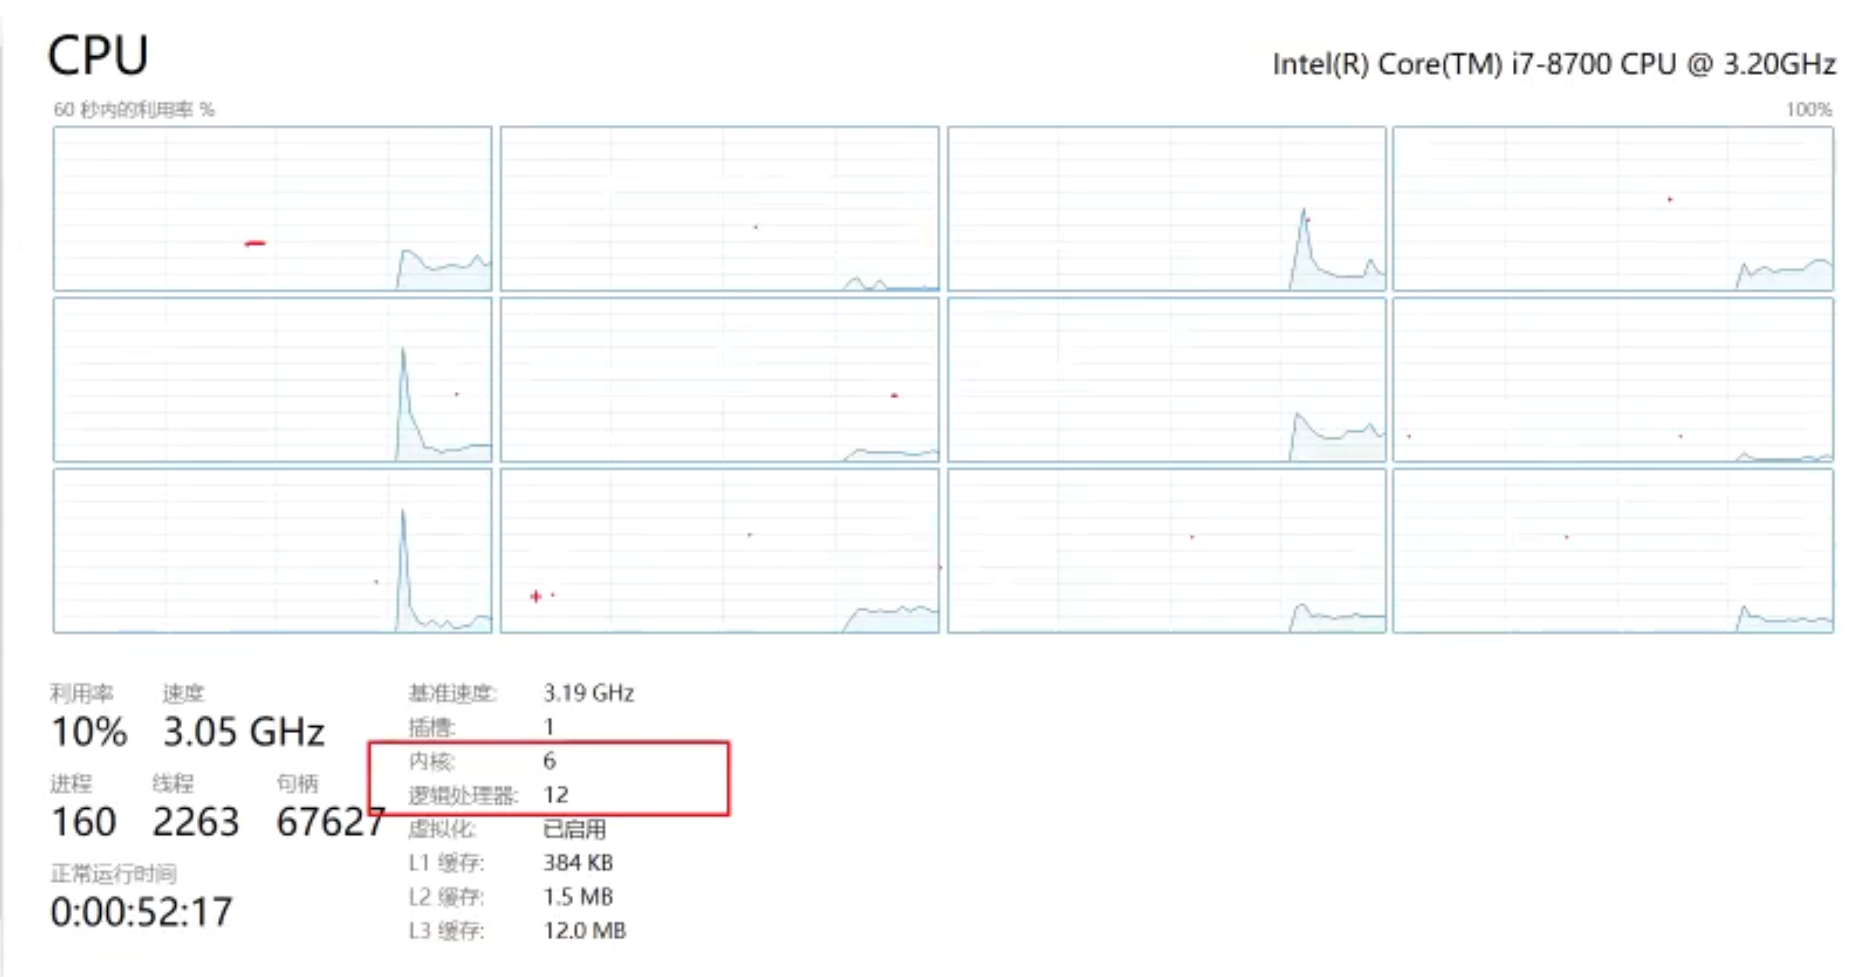 CPU
Intel(R) Core(TM) i7-8700 CPU @ 3.20GHz
60 秒内的利用率 %
100%
利用率 速度
10% 3.05 GHz
进程 线程 句柄
160 2263 67627
正常运行时间
0:00:52:17
基准速度: 3.19 GHz
插槽: 1
内核: 6
逻辑处理器: 12
虚拟化: 已启用
L1 缓存: 384 KB
L2 缓存: 1.5 MB
L3 缓存: 12.0 MB